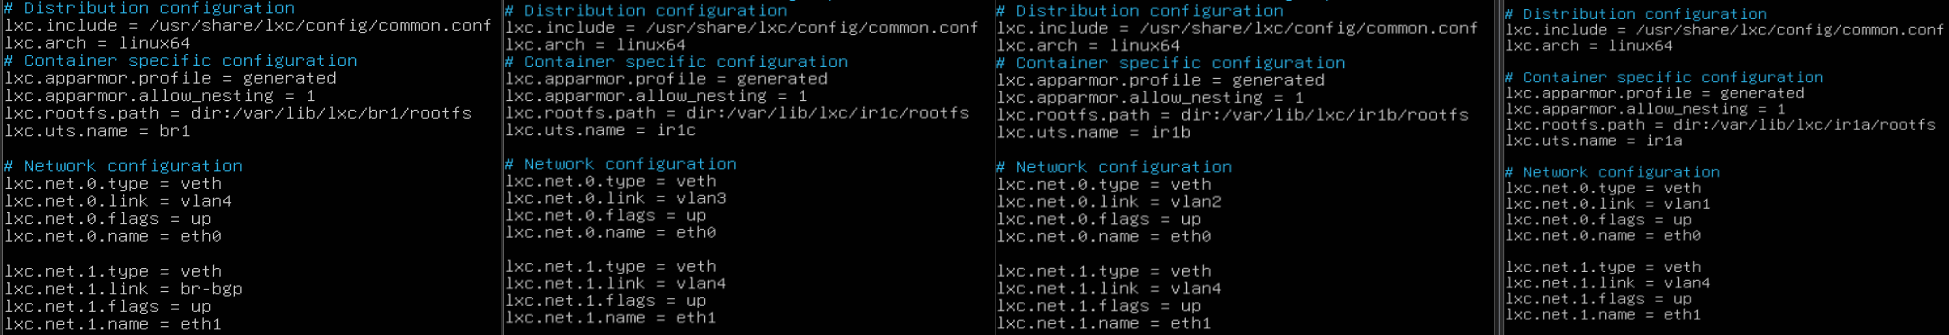 # Distribution configuration
lxc.include = /usr/share/lxc/config/common.conf
lxc.arch = linux64
# Container specific configuration
lxc.apparmor.profile = generated
lxc.apparmor.allow_nesting = 1
lxc.rootfs.path = dir:/var/lib/lxc/br1/rootfs
lxc.uts.name = br1
# Network configuration
lxc.net.0.type = veth
lxc.net.0.link = vlan4
lxc.net.0.flags = up
lxc.net.0.name = eth0
lxc.net.1.type = veth
lxc.net.1.link = br-bgp
lxc.net.1.flags = up
lxc.net.1.name = eth1
# Distribution configuration
lxc.include = /usr/share/lxc/config/common.conf
lxc.arch = linux64
# Container specific configuration
lxc.apparmor.profile = generated
lxc.apparmor.allow_nesting = 1
lxc.rootfs.path = dir:/var/lib/lxc/ir1c/rootfs
lxc.uts.name = ir1c
# Network configuration
lxc.net.0.type = veth
lxc.net.0.link = vlan3
lxc.net.0.flags = up
lxc.net.0.name = eth0
lxc.net.1.type = veth
lxc.net.1.link = vlan4
lxc.net.1.flags = up
lxc.net.1.name = eth1
# Distribution configuration
lxc.include = /usr/share/lxc/config/common.conf
lxc.arch = linux64
# Container specific configuration
lxc.apparmor.profile = generated
lxc.apparmor.allow_nesting = 1
lxc.rootfs.path = dir:/var/lib/lxc/ir1b/rootfs
lxc.uts.name = ir1b
# Network configuration
lxc.net.0.type = veth
lxc.net.0.link = vlan2
lxc.net.0.flags = up
lxc.net.0.name = eth0
lxc.net.1.type = veth
lxc.net.1.link = vlan4
lxc.net.1.flags = up
lxc.net.1.name = eth1
# Distribution configuration
lxc.include = /usr/share/lxc/config/common.conf
lxc.arch = linux64
# Container specific configuration
lxc.apparmor.profile = generated
lxc.apparmor.allow_nesting = 1
lxc.rootfs.path = dir:/var/lib/lxc/ir1a/rootfs
lxc.uts.name = ir1a
# Network configuration
lxc.net.0.type = veth
lxc.net.0.link = vlan1
lxc.net.0.flags = up
lxc.net.0.name = eth0
lxc.net.1.type = veth
lxc.net.1.link = vlan4
lxc.net.1.flags = up
lxc.net.1.name = eth1